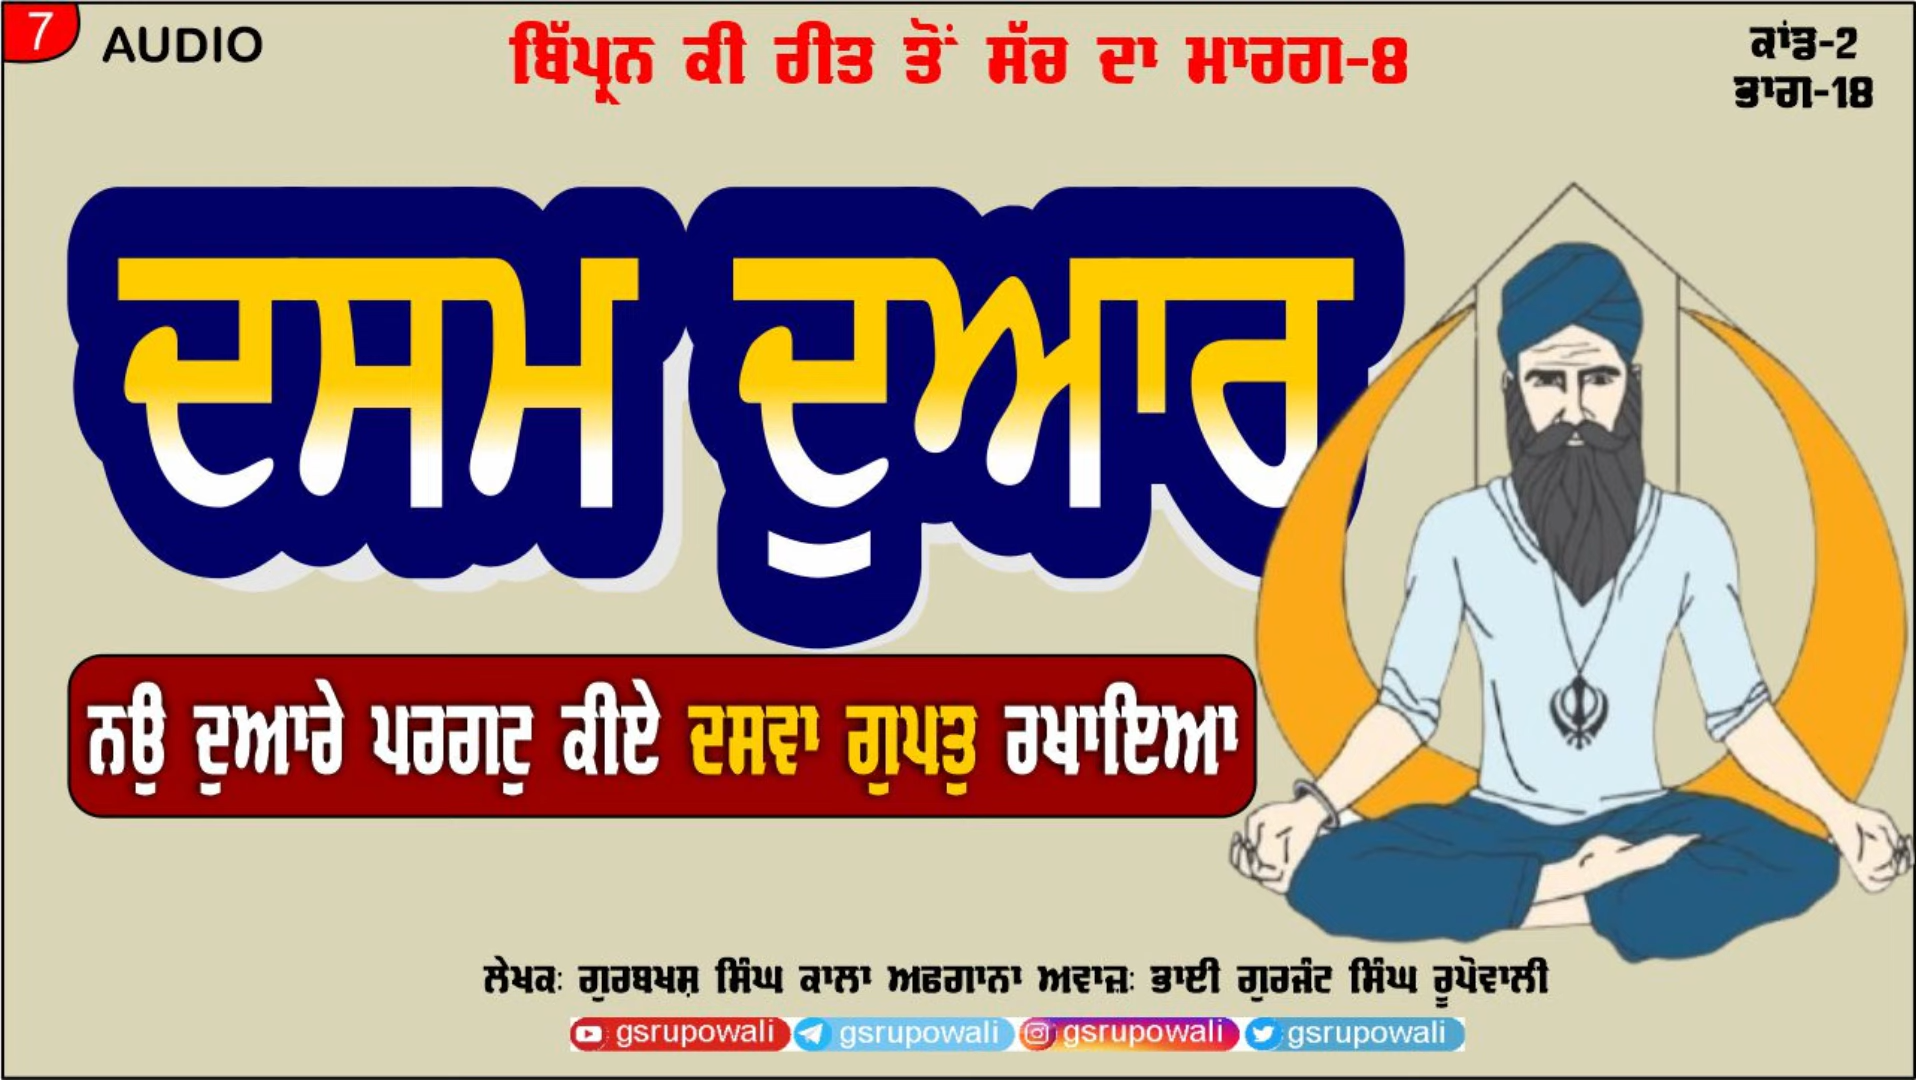 7
AUDIO
ਬਿੱਪ੍ਰਨ ਕੀ ਰੀਤ ਤੋਂ ਸੱਚ ਦਾ ਮਾਰਗ-8
ਕਾਂਡ-2
ਭਾਗ-18
ਦਸਮ ਦੁਆਰ
ਨਉ ਦੁਆਰੇ ਪਰਗਟੁ ਕੀਏ ਦਸਵਾ ਗੁਪਤੁ ਰਖਾਇਆ
ਲੇਖਕ: ਗੁਰਬਖਸ਼ ਸਿੰਘ ਕਾਲਾ ਅਫਗਾਨਾ ਅਵਾਜ਼: ਭਾਈ ਗੁਰਜੰਟ ਸਿੰਘ ਰੂਪੋਵਾਲੀ
gsrupowali gsrupowali gsrupowali gsrupowali